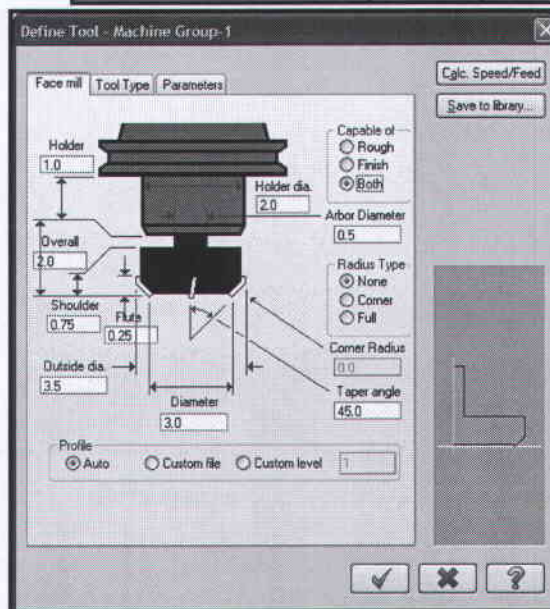 Define Tool - Machine Group-1
Face mill Tool Type Parameters
Calc. Speed/Feed
Save to library...
Holder
1.0
Holder dia.
2.0
Capable of
Rough
Finish
Both
Arbor Diameter
0.5
Overall
2.0
Shoulder
0.75
Flute
0.25
Radius Type
None
Corner
Full
Corner Radius
0.0
Outside dia.
3.5
Diameter
3.0
Taper angle
45.0
Profile
Auto Custom file Custom level 1
?